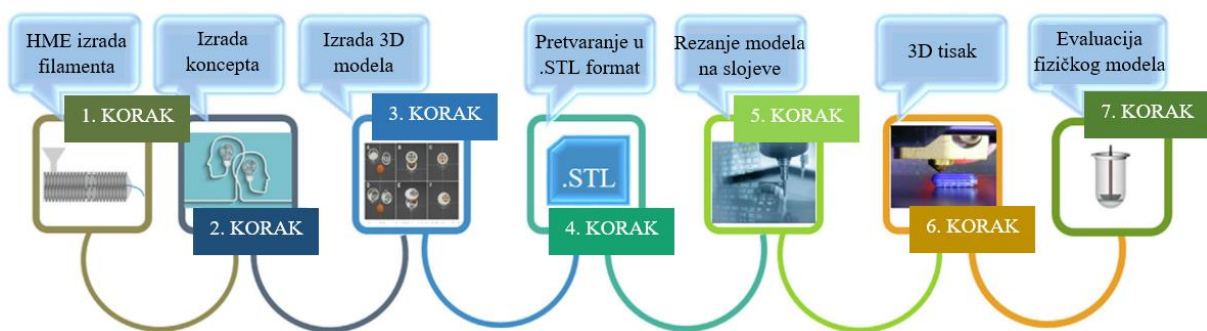 HME izrada
filamenta
1. KORAK
Izrada
koncepta
2. KORAK
Izrada 3D
modela
3. KORAK
Pretvaranje u
.STL format
.STL
4. KORAK
Rezanje modela
na slojeve
5. KORAK
3D tisak
6. KORAK
Evaluacija
fizičkog modela
7. KORAK